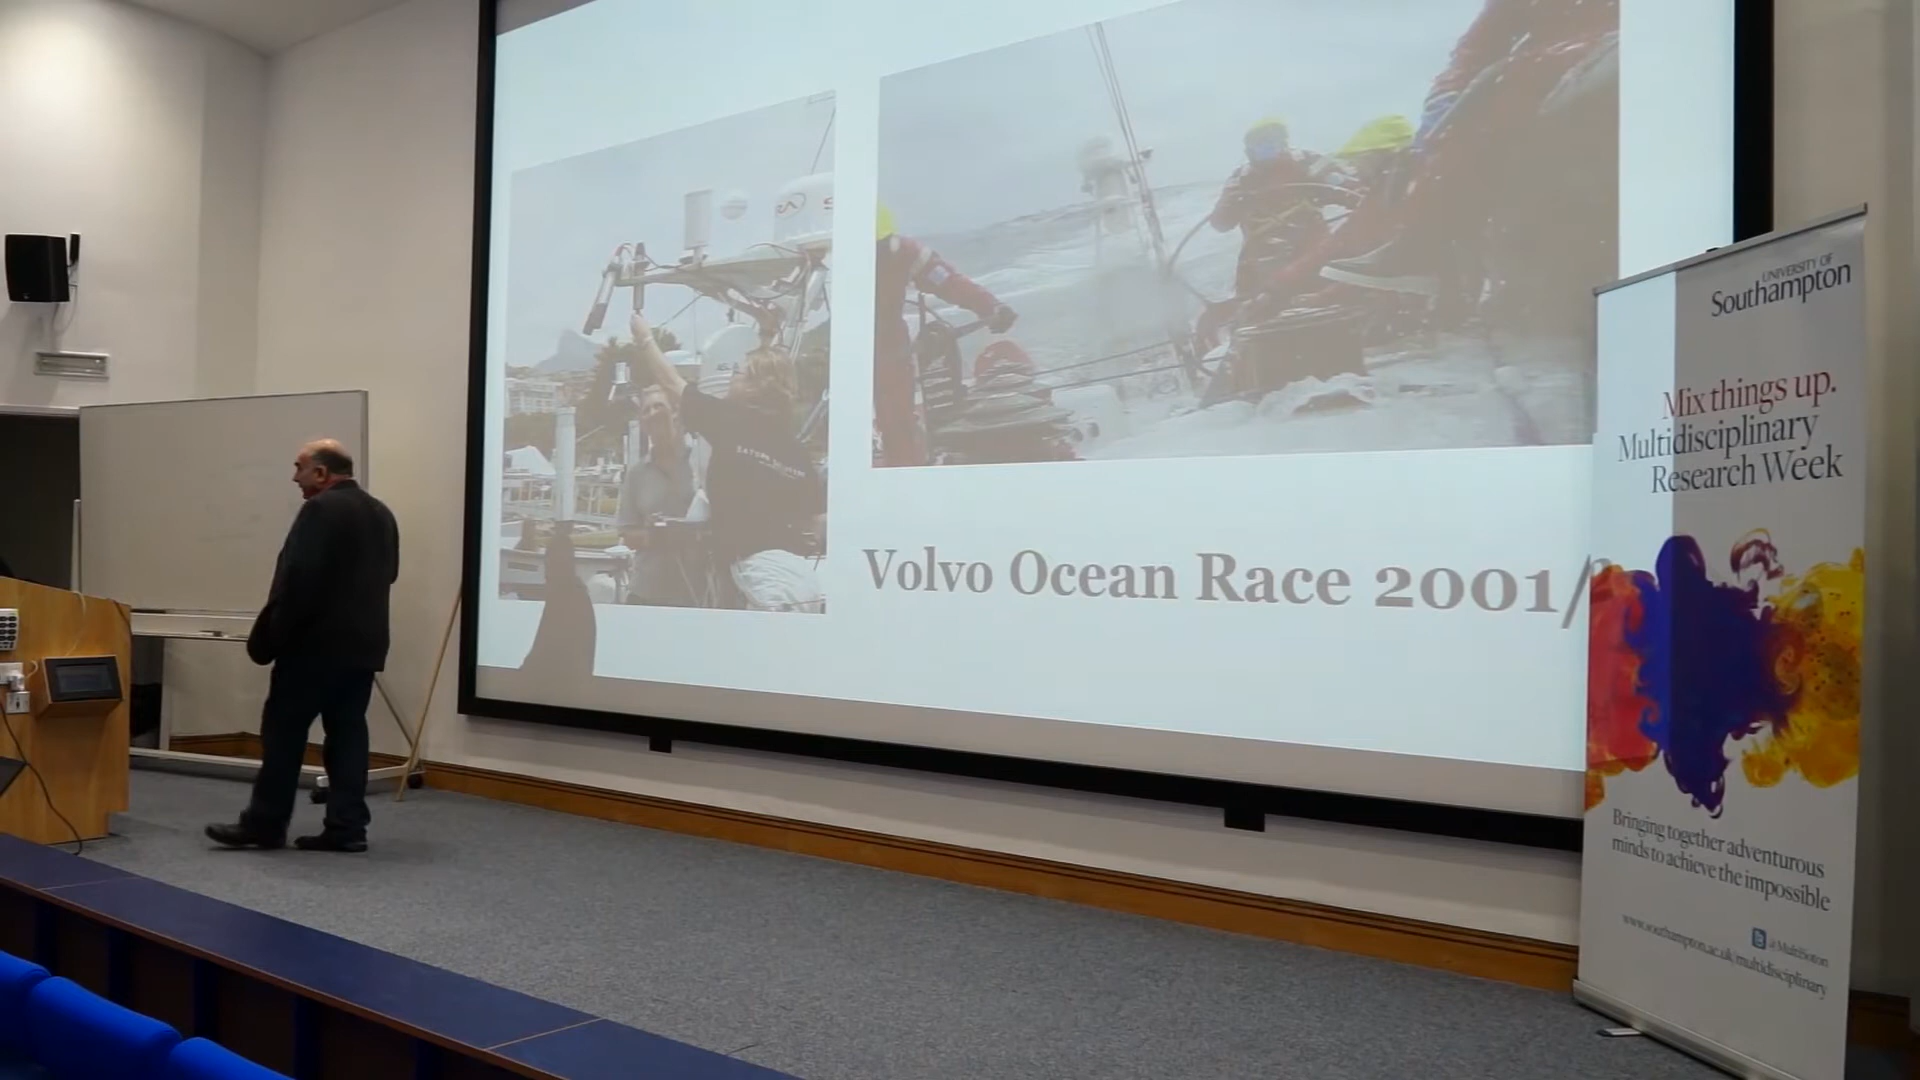 Volvo Ocean Race 2001/
UNIVERSITY OF
Southampton
Mix things up.
Multidisciplinary
Research Week
Bringing together adventurous
minds to achieve the impossible
www.southampton.ac.uk/multidisciplinary
@MultiSoton